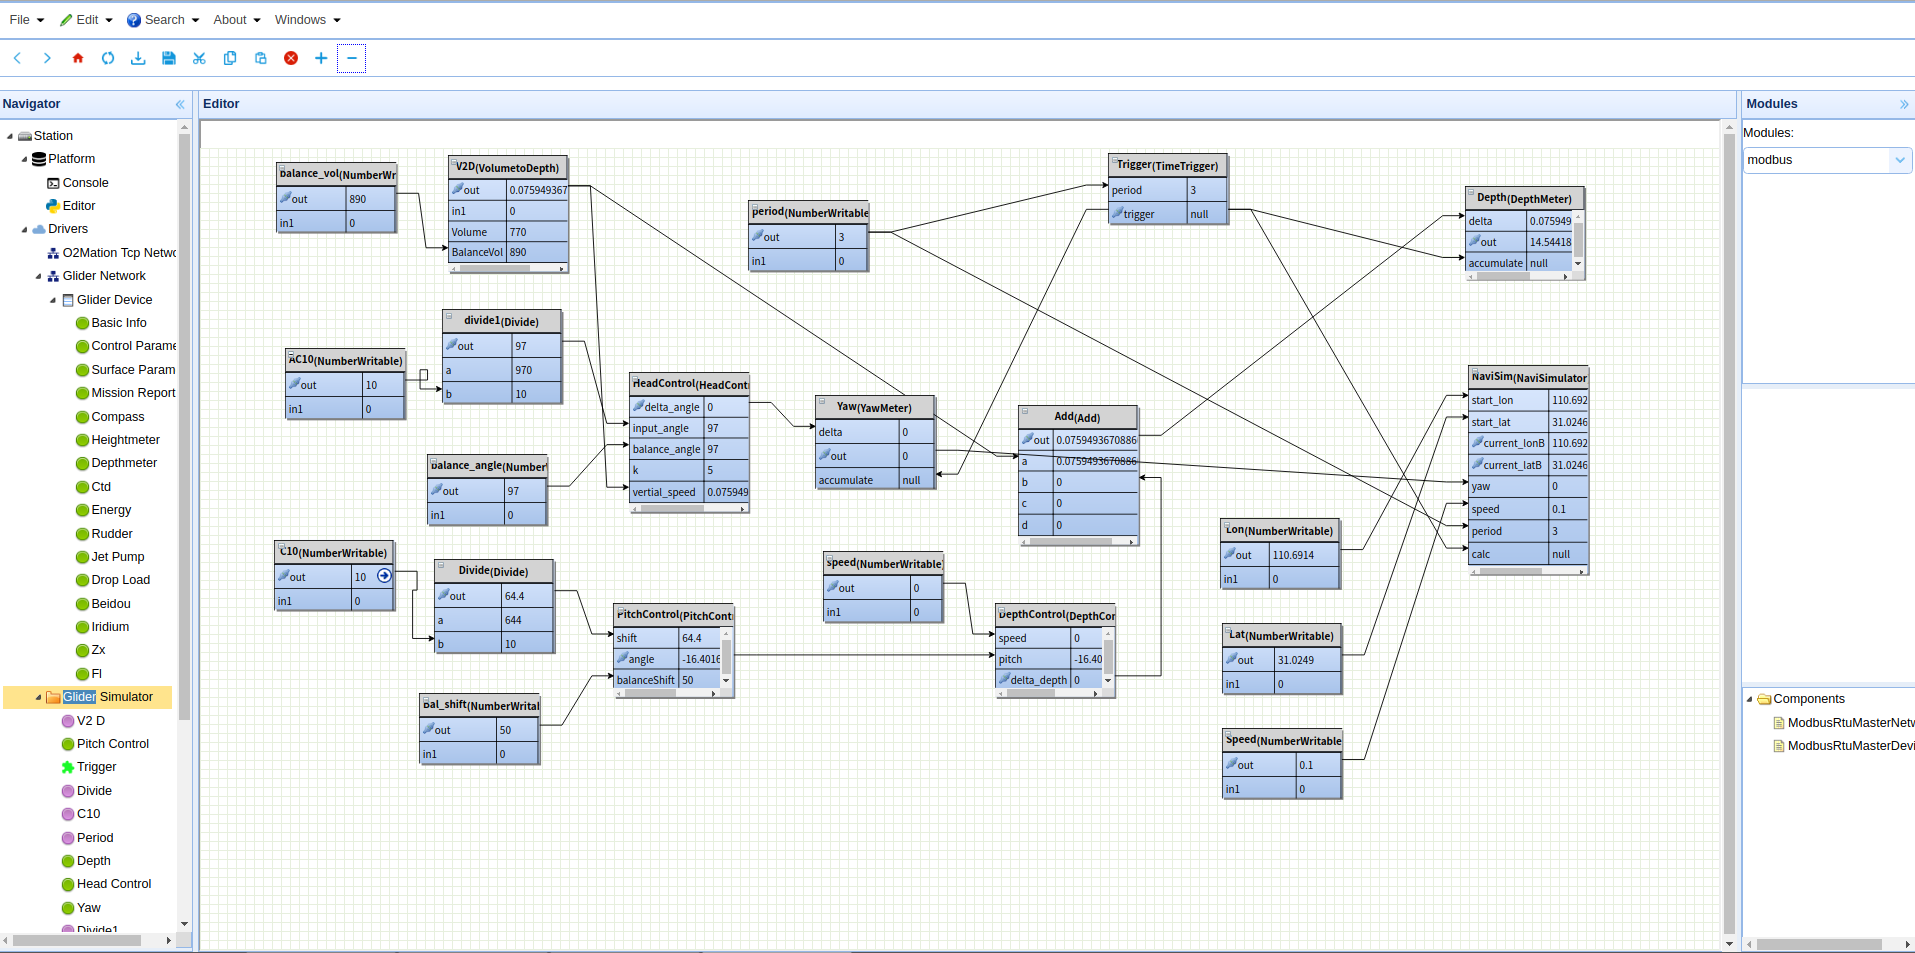 File Edit Search About Windows
Navigator
Station
Platform
Console
Editor
Drivers
O2Mation Tcp Netwo
Glider Network
Glider Device
Basic Info
Control Parame
Surface Param
Mission Report
Compass
Heightmeter
Depthmeter
Ctd
Energy
Rudder
Jet Pump
Drop Load
Beidou
Iridium
Zx
Fl
Glider Simulator
V2 D
Pitch Control
Trigger
Divide
C10
Period
Depth
Head Control
Yaw
Divide1
Editor
balance_vol(NumberWr
out 890
in1 0
V2D(VolumetoDepth)
out 0.075949367
in1 0
Volume 770
BalanceVol 890
period(NumberWritable
out 3
in1 0
Trigger(TimeTrigger)
period 3
trigger null
Depth(DepthMeter)
delta 0.075949
out 14.54418
accumulate null
divide1(Divide)
out 97
a 970
b 10
AC10(NumberWritable)
out 10
in1 0
HeadControl(HeadCont
delta_angle 0
input_angle 97
balance_angle 97
k 5
vertial_speed 0.075949
Yaw(YawMeter)
delta 0
out 0
accumulate null
Add(Add)
out 0.0759493670886
a 0.0759493670886
b 0
c 0
d 0
NaviSim(NaviSimulator
start_lon 110.692
start_lat 31.0246
current_lonB 110.692
current_latB 31.0246
yaw 0
speed 0.1
period 3
calc null
balance_angle(Number
out 97
in1 0
C10(NumberWritable)
out 10
in1 0
Divide(Divide)
out 64.4
a 644
b 10
PitchControl(PitchCont
shift 64.4
angle -16.4016
balanceShift 50
speed(NumberWritable)
out 0
in1 0
DepthControl(DepthCor
speed 0
pitch -16.40
delta_depth 0
Lon(NumberWritable)
out 110.6914
in1 0
Lat(NumberWritable)
out 31.0249
in1 0
bal_shift(NumberWrital
out 50
in1 0
Speed(NumberWritable
out 0.1
in1 0
Modules
Modules:
modbus
Components
ModbusRtuMasterNetw
ModbusRtuMasterDevi